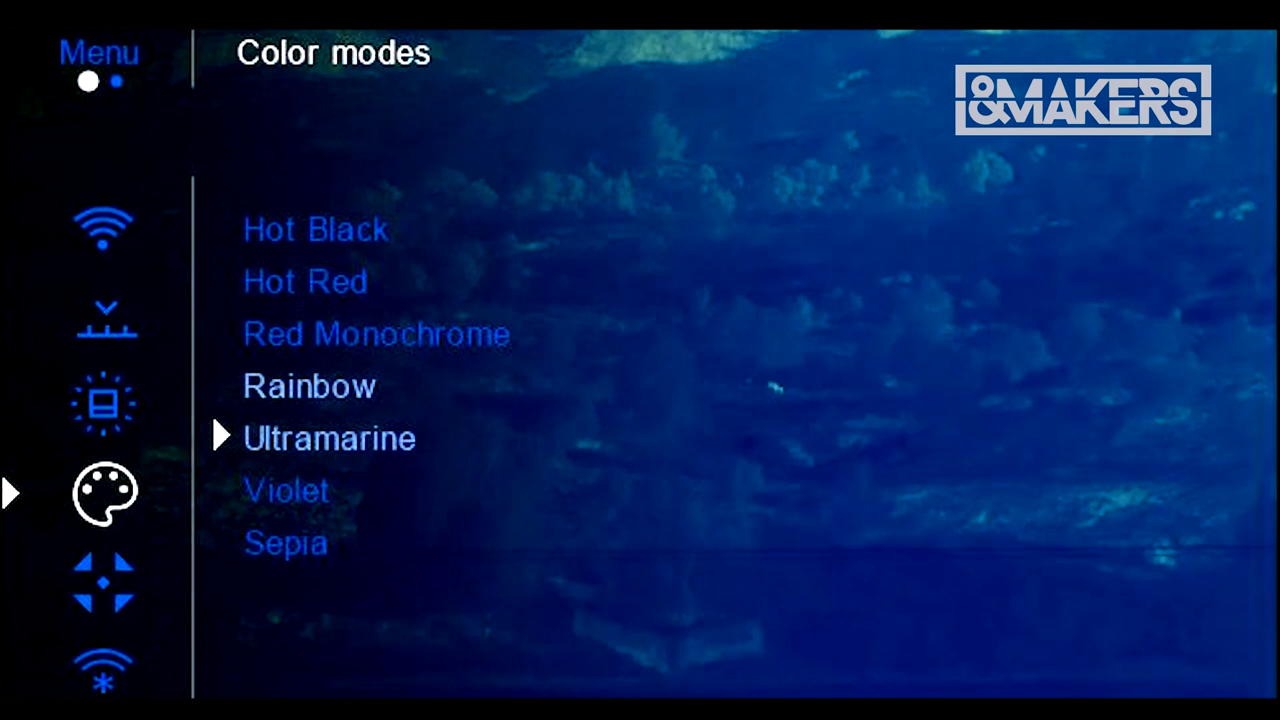 Menu
Color modes
&MAKERS
Hot Black
Hot Red
Red Monochrome
Rainbow
Ultramarine
Violet
Sepia